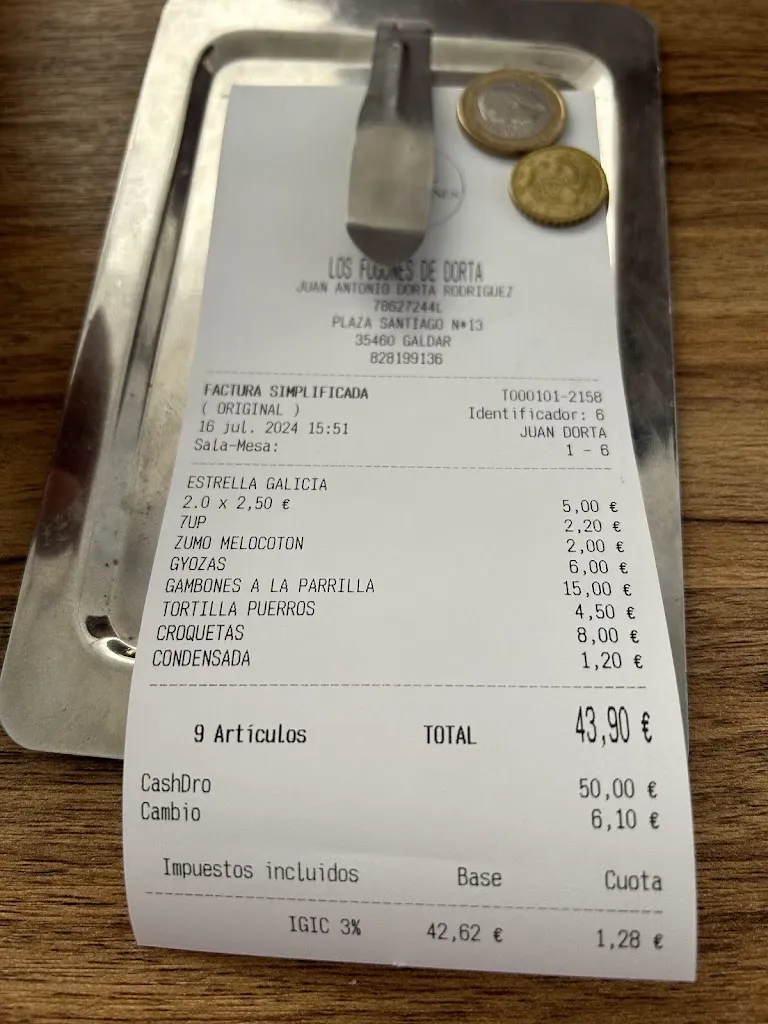 LOS FOGONES DE DORTA
JUAN ANTONIO DORTA RODRIGUEZ
78627244L
PLAZA SANTIAGO Nº13
35460 GALDAR
828199136
FACTURA SIMPLIFICADA T000101-2158
( ORIGINAL ) Identificador: 6
16 jul. 2024 15:51 JUAN DORTA
Sala-Mesa: 1 - 6
ESTRELLA GALICIA
2.0 x 2,50 € 5,00 €
7UP 2,20 €
ZUMO MELOCOTON 2,00 €
GYOZAS 6,00 €
GAMBONES A LA PARRILLA 15,00 €
TORTILLA PUERROS 4,50 €
CROQUETAS 8,00 €
CONDENSADA 1,20 €
9 Artículos TOTAL 43,90 €
CashDro 50,00 €
Cambio 6,10 €
Impuestos incluidos Base Cuota
IGIC 3% 42,62 € 1,28 €